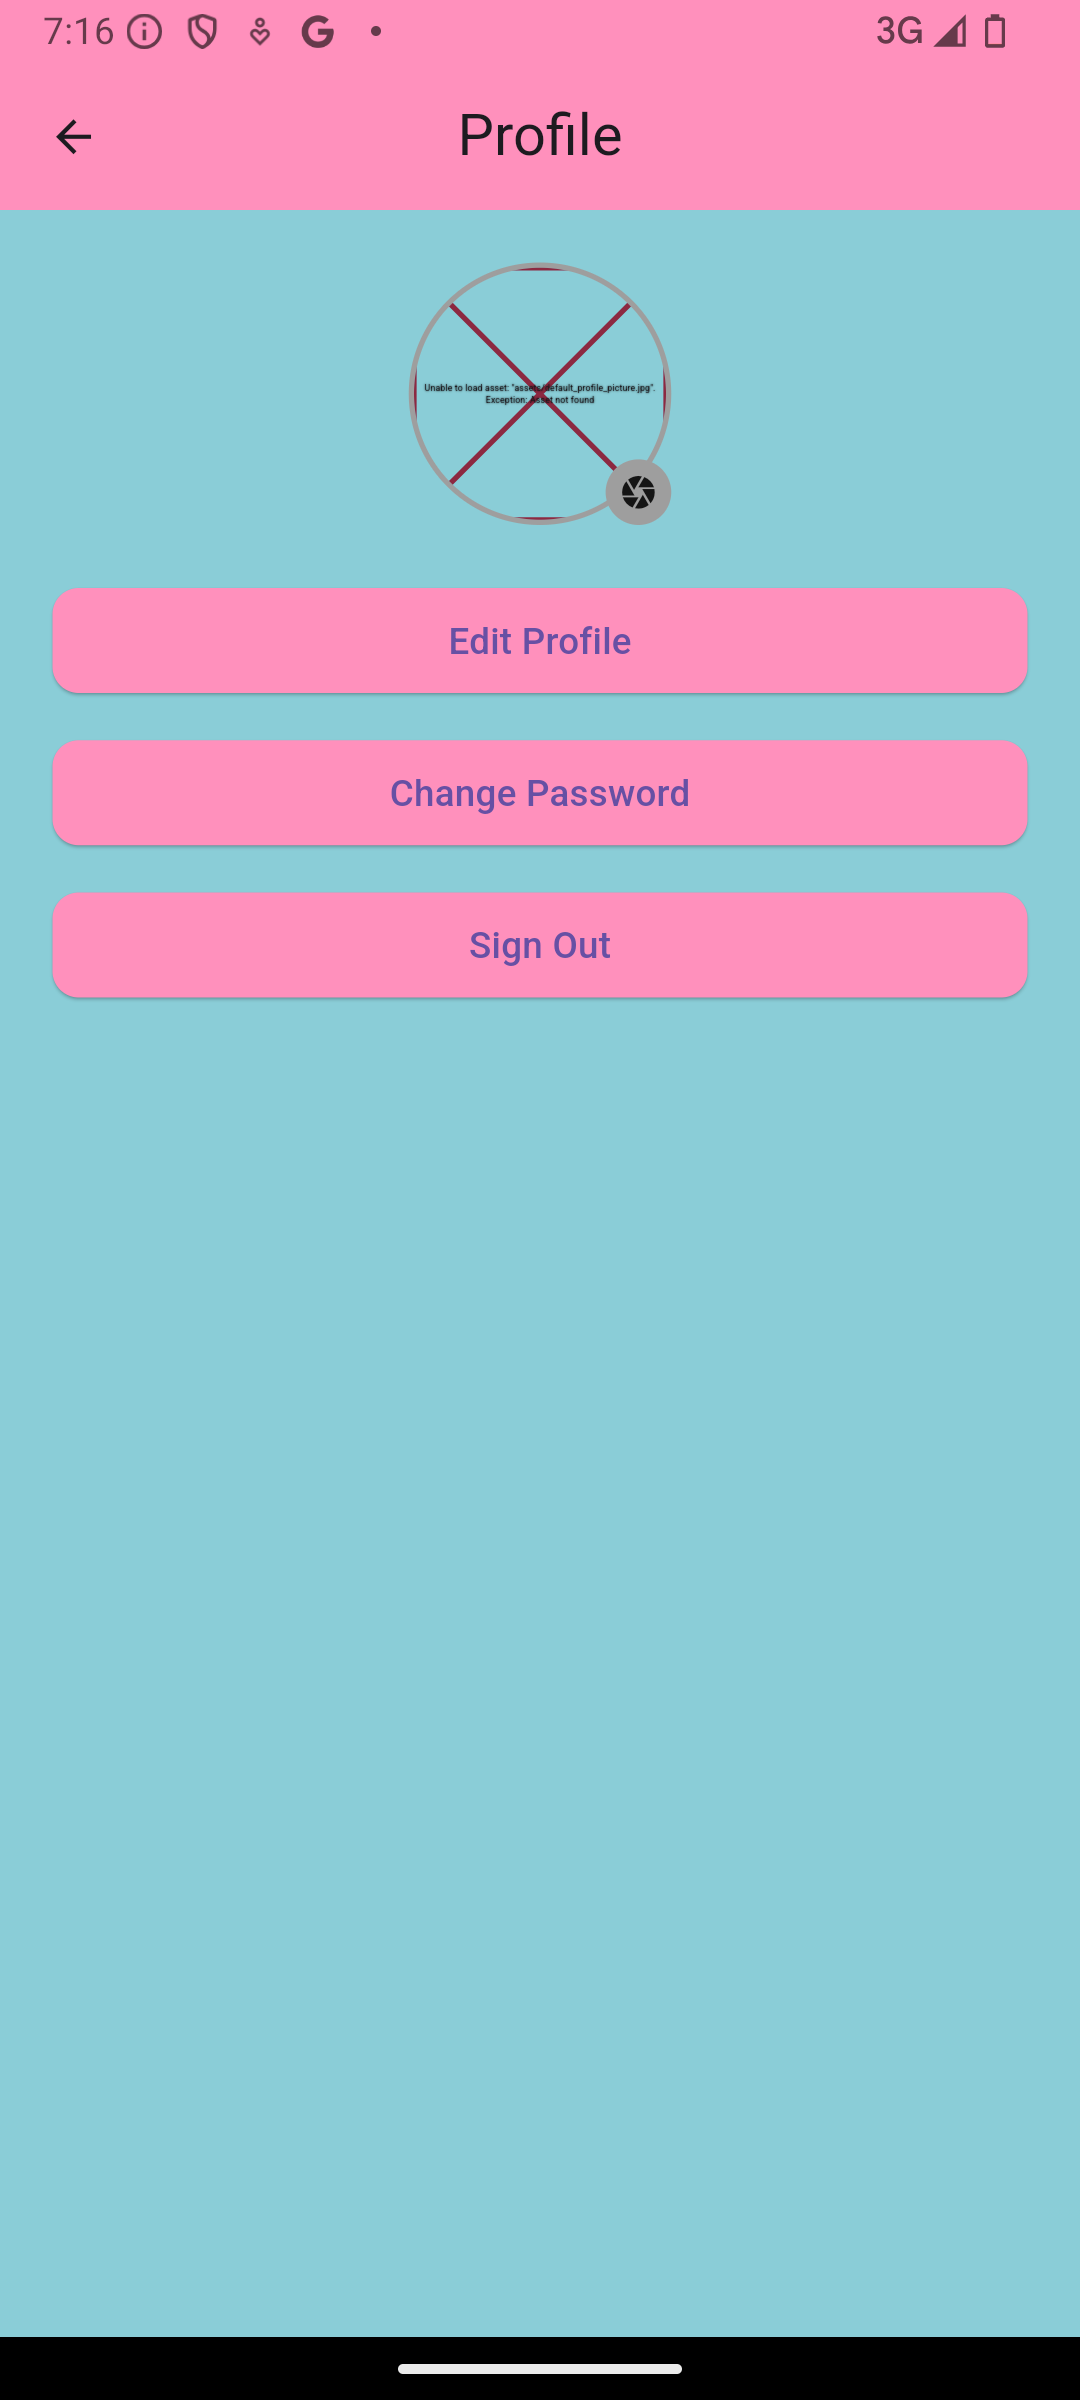 7:16
3G
Profile
Unable to load asset: "assets/default_profile_picture.jpg".
Exception: Asset not found
Edit Profile
Change Password
Sign Out